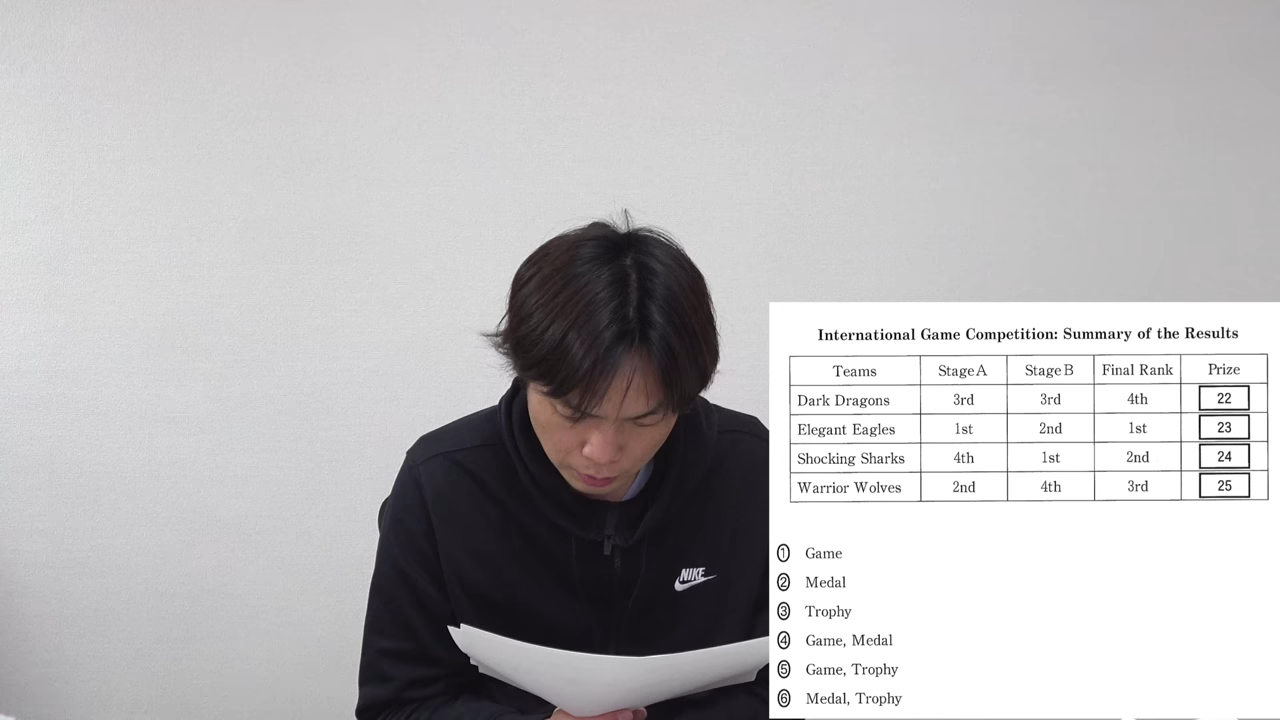 International Game Competition: Summary of the Results
Teams Stage A Stage B Final Rank Prize
Dark Dragons 3rd 3rd 4th 22
Elegant Eagles 1st 2nd 1st 23
Shocking Sharks 4th 1st 2nd 24
Warrior Wolves 2nd 4th 3rd 25
① Game
② Medal
③ Trophy
④ Game, Medal
⑤ Game, Trophy
⑥ Medal, Trophy
NIKE